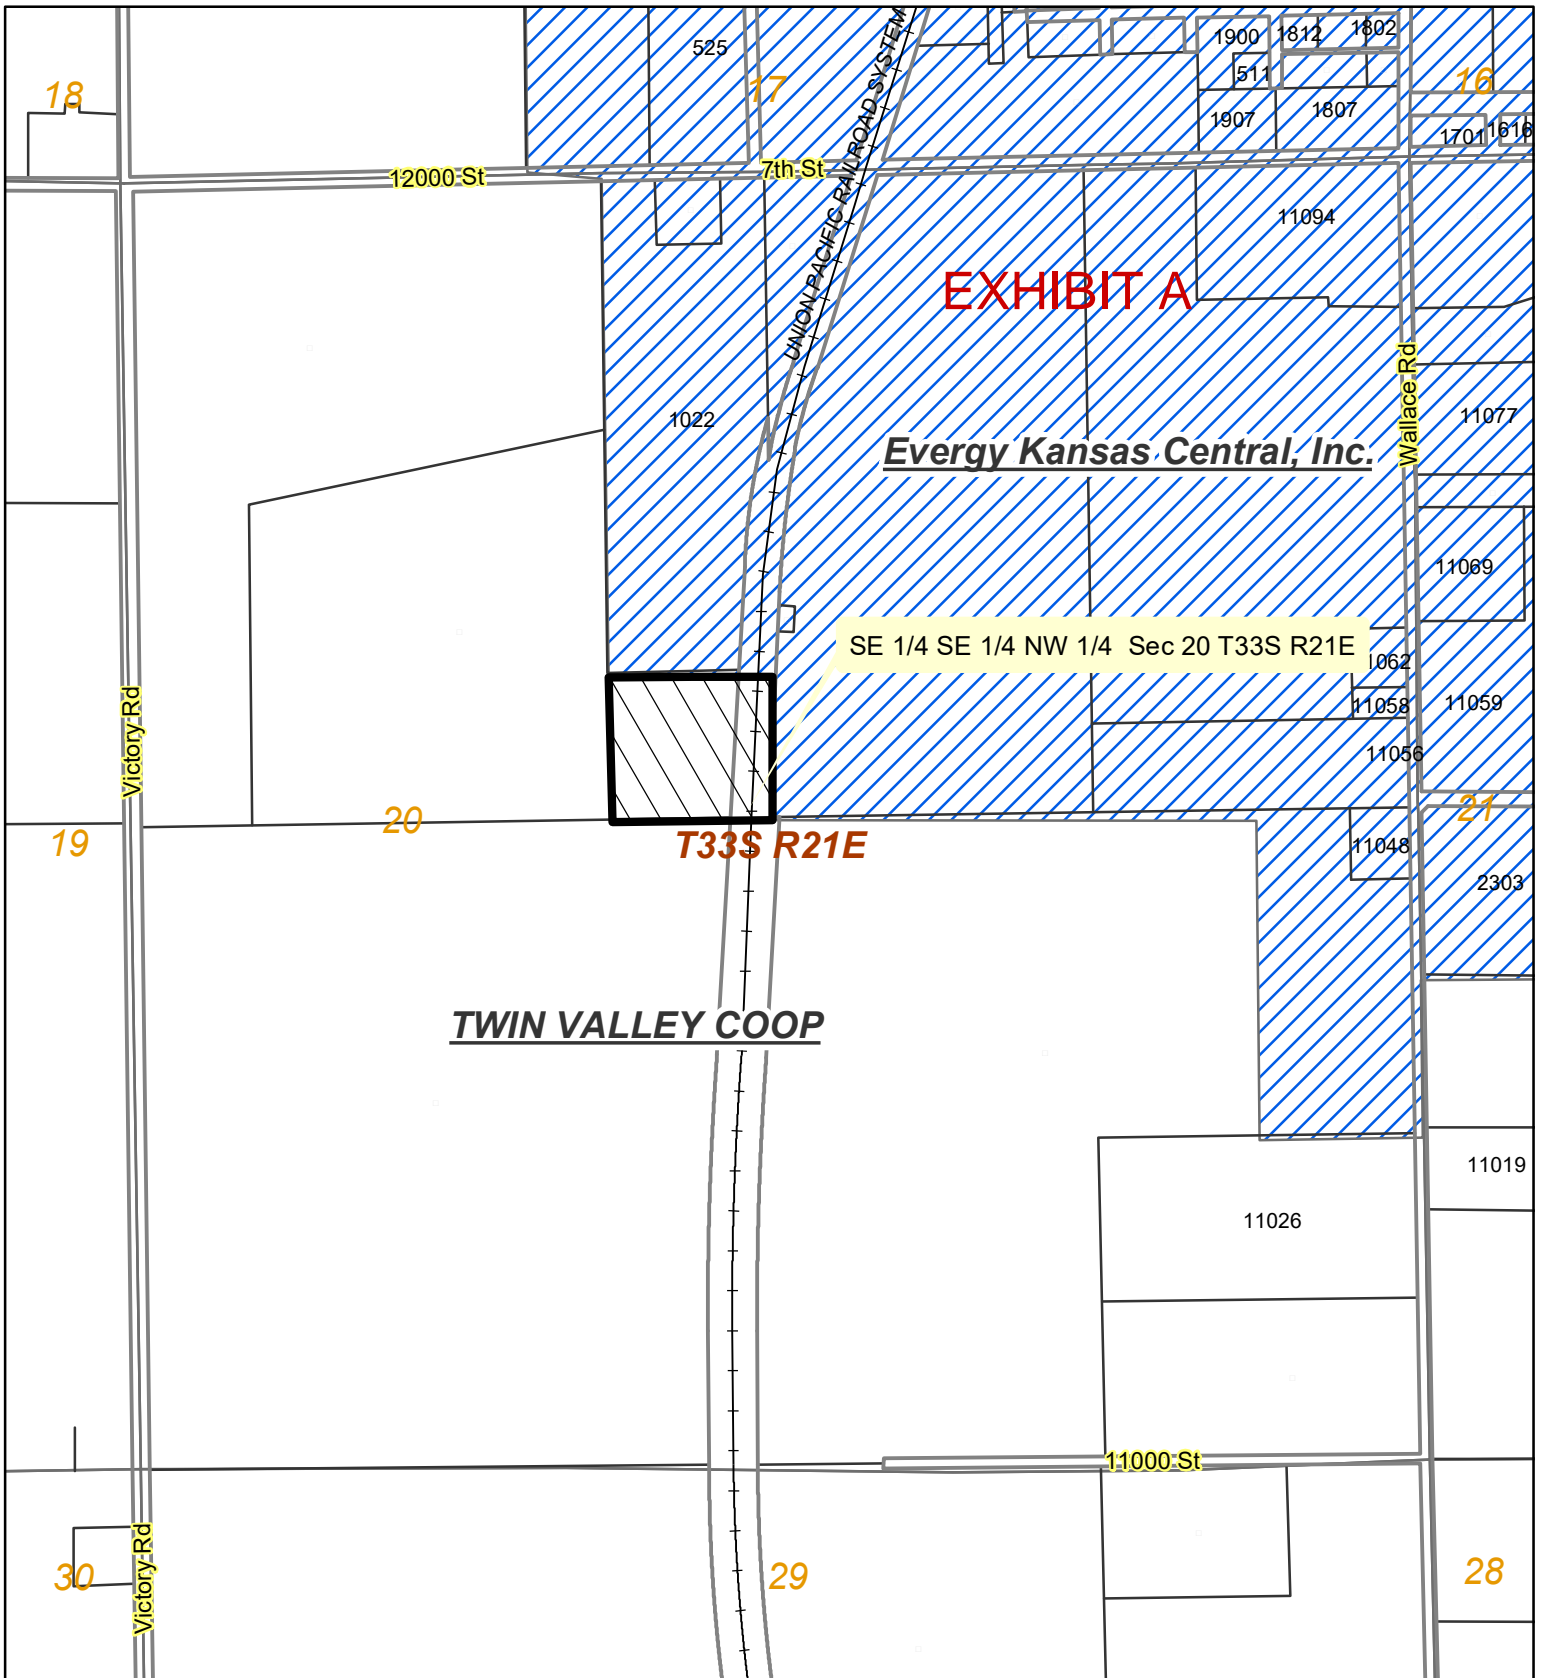 525
1900
1812
1802
18
17
511
16
1907
1807
1701
1616
12000 St
7th St
UNION PACIFIC RAILROAD SYSTEM
11094
EXHIBIT A
1022
Wallace Rd
11077
Evergy Kansas Central, Inc.
11069
SE 1/4 SE 1/4 NW 1/4 Sec 20 T33S R21E
1062
Victory Rd
11058
11059
11056
20
21
19
T33S R21E
11048
2303
TWIN VALLEY COOP
11019
11026
11000 St
Victory Rd
30
29
28